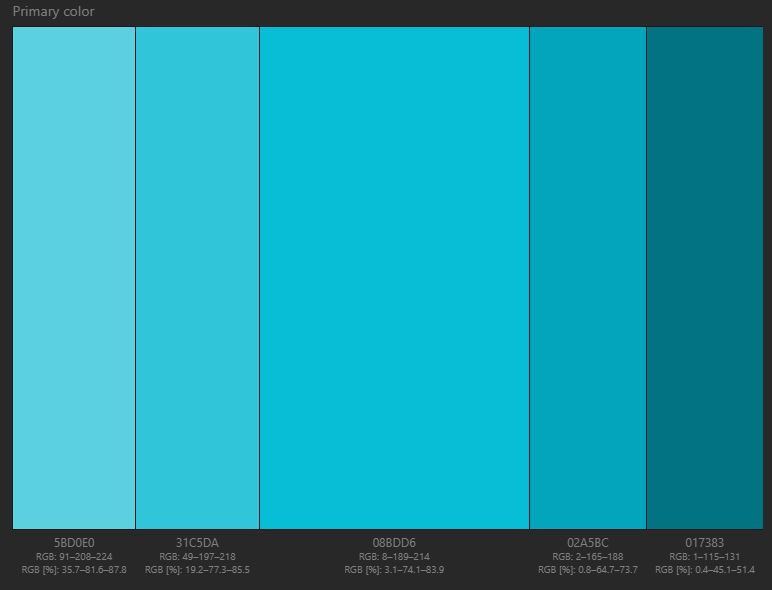 Primary color
5BD0E0
RGB: 91–208–224
RGB [%]: 35.7–81.6–87.8
31C5DA
RGB: 49–197–218
RGB [%]: 19.2–77.3–85.5
08BDD6
RGB: 8–189–214
RGB [%]: 3.1–74.1–83.9
02A5BC
RGB: 2–165–188
RGB [%]: 0.8–64.7–73.7
017383
RGB: 1–115–131
RGB [%]: 0.4–45.1–51.4